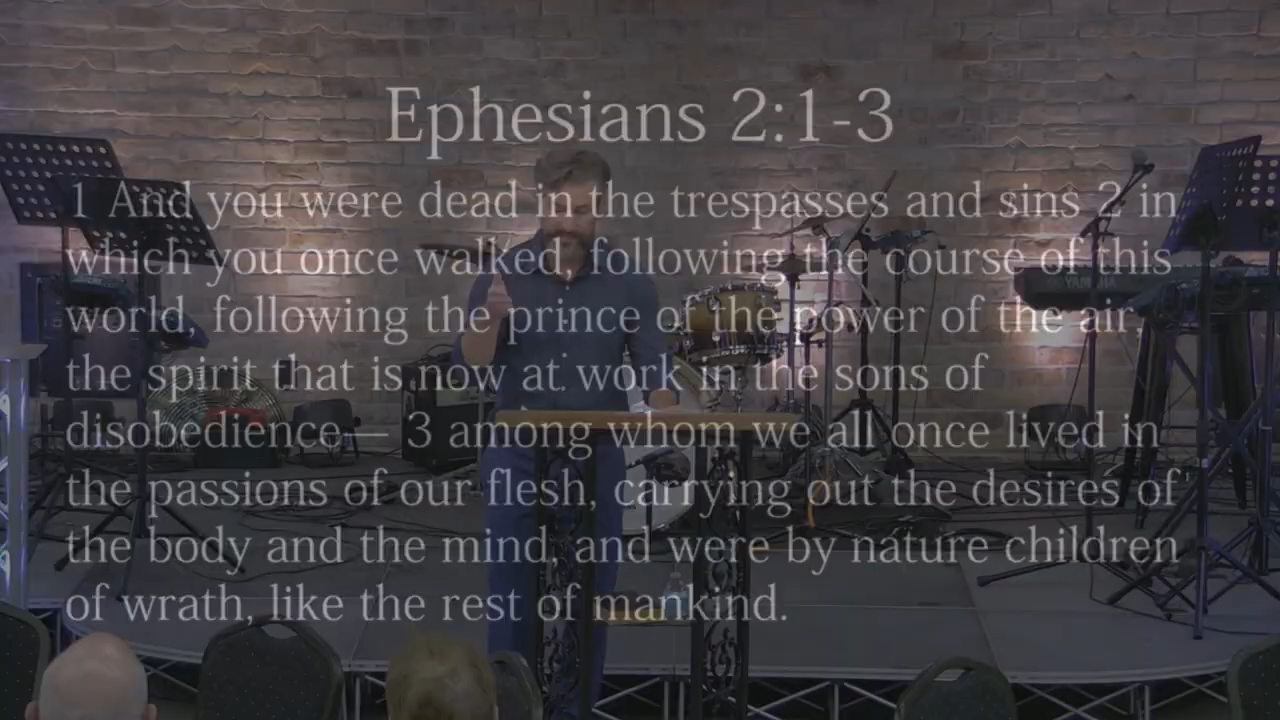 Ephesians 2:1-3
1 And you were dead in the trespasses and sins 2 in
which you once walked, following the course of this
world, following the prince of the power of the air,
the spirit that is now at work in the sons of
disobedience— 3 among whom we all once lived in
the passions of our flesh, carrying out the desires of
the body and the mind, and were by nature children
of wrath, like the rest of mankind.
YAMAHA